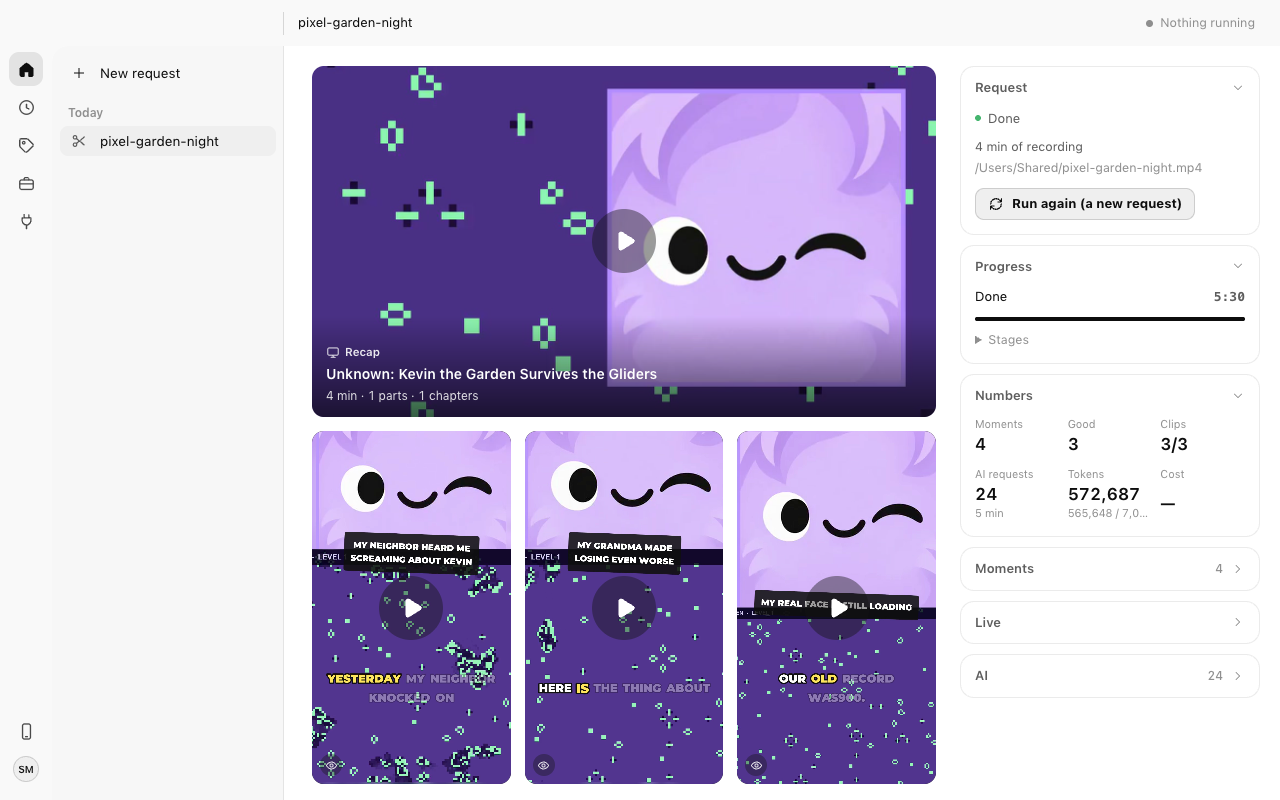 pixel-garden-night
Nothing running
New request
Today
pixel-garden-night
SM
Recap
Unknown: Kevin the Garden Survives the Gliders
4 min · 1 parts · 1 chapters
MY NEIGHBOR HEARD ME
SCREAMING ABOUT KEVIN
LEVEL
YESTERDAY MY NEIGHBOR
KNOCKED ON
MY GRANDMA MADE
LOSING EVEN WORSE
LEVEL 1
HERE IS THE THING ABOUT
MY REAL FACE STILL LOADING
OUR OLD RECORD
WAS900.
Request
Done
4 min of recording
/Users/Shared/pixel-garden-night.mp4
Run again (a new request)
Progress
Done
5:30
Stages
Numbers
Moments
Good
Clips
4
3
3/3
AI requests
Tokens
Cost
24
572,687
—
5 min
565,648 / 7,0...
Moments
4
Live
AI
24